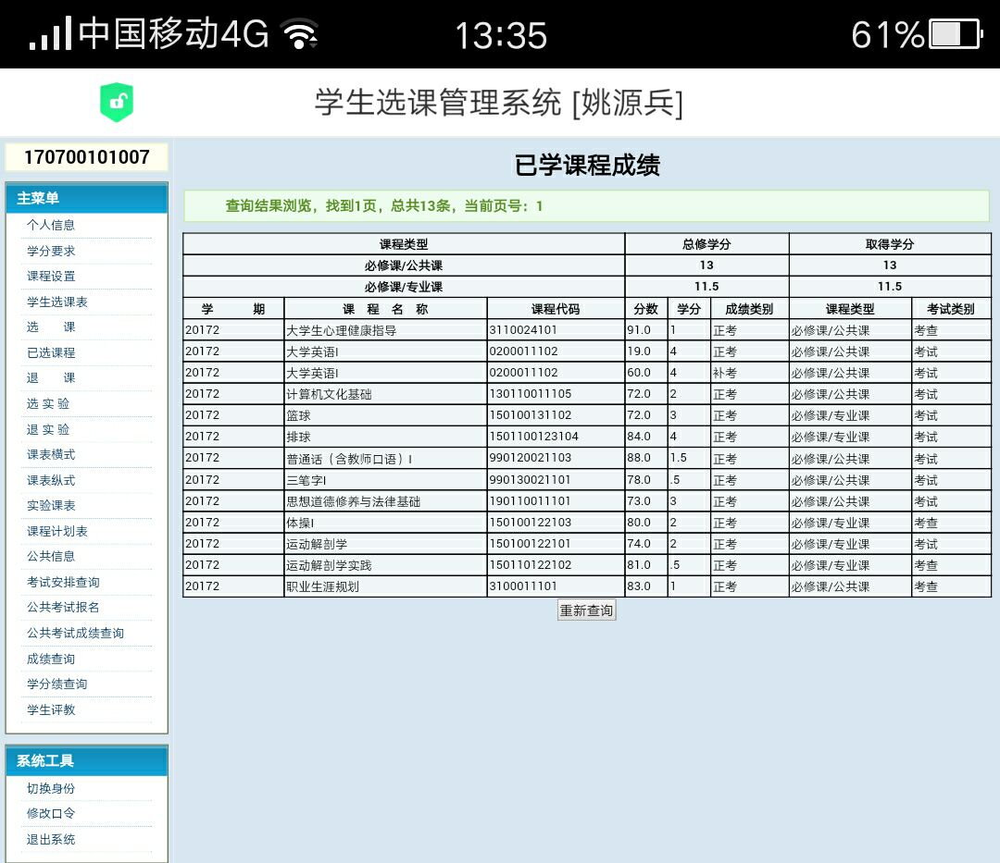 中国移动4G 13:35 61%
学生选课管理系统 [姚源兵]
170700101007
主菜单
个人信息
学分要求
课程设置
学生选课表
选 课
已选课程
退 课
选 实 验
退 实 验
课表横式
课表纵式
实验课表
课程计划表
公共信息
考试安排查询
公共考试报名
公共考试成绩查询
成绩查询
学分绩查询
学生评教
系统工具
切换身份
修改口令
退出系统
已学课程成绩
查询结果浏览，找到1页，总共13条，当前页号：1
课程类型 总修学分 取得学分
必修课/公共课 13 13
必修课/专业课 11.5 11.5
学 期 课 程 名 称 课程代码 分数 学分 成绩类别 课程类型 考试类别
20172 大学生心理健康指导 3110024101 91.0 1 正考 必修课/公共课 考查
20172 大学英语I 0200011102 19.0 4 正考 必修课/公共课 考试
20172 大学英语I 0200011102 60.0 4 补考 必修课/公共课 考试
20172 计算机文化基础 130110011105 72.0 2 正考 必修课/公共课 考试
20172 篮球 150100131102 72.0 3 正考 必修课/专业课 考试
20172 排球 1501100123104 84.0 4 正考 必修课/专业课 考试
20172 普通话（含教师口语）I 990120021103 88.0 1.5 正考 必修课/公共课 考试
20172 三笔字I 990130021101 78.0 .5 正考 必修课/公共课 考试
20172 思想道德修养与法律基础 190110011101 73.0 3 正考 必修课/公共课 考试
20172 体操I 150100122103 80.0 2 正考 必修课/专业课 考查
20172 运动解剖学 150100122101 74.0 2 正考 必修课/专业课 考试
20172 运动解剖学实践 150110122102 81.0 .5 正考 必修课/专业课 考查
20172 职业生涯规划 3100011101 83.0 1 正考 必修课/公共课 考查
重新查询